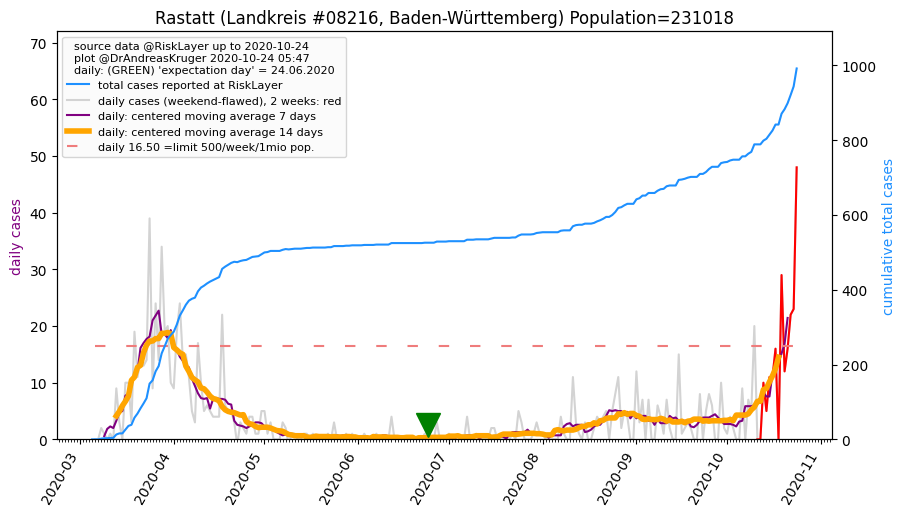 Rastatt (Landkreis #08216, Baden-Württemberg) Population=231018
source data @RiskLayer up to 2020-10-24
plot @DrAndreasKruger 2020-10-24 05:47
daily: (GREEN) 'expectation day' = 24.06.2020
total cases reported at RiskLayer
daily cases (weekend-flawed), 2 weeks: red
daily: centered moving average 7 days
daily: centered moving average 14 days
daily 16.50 =limit 500/week/1mio pop.
daily cases
70
60
50
40
30
20
10
0
cumulative total cases
1000
800
600
400
200
0
2020-03
2020-04
2020-05
2020-06
2020-07
2020-08
2020-09
2020-10
2020-11